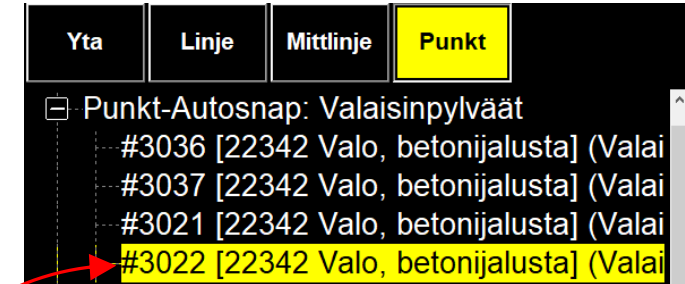 Yta Linje Mittlinje Punkt
Punkt-Autosnap: Valaisinpylväät
#3036 [22342 Valo, betonijalusta] (Valai
#3037 [22342 Valo, betonijalusta] (Valai
#3021 [22342 Valo, betonijalusta] (Valai
#3022 [22342 Valo, betonijalusta] (Valai